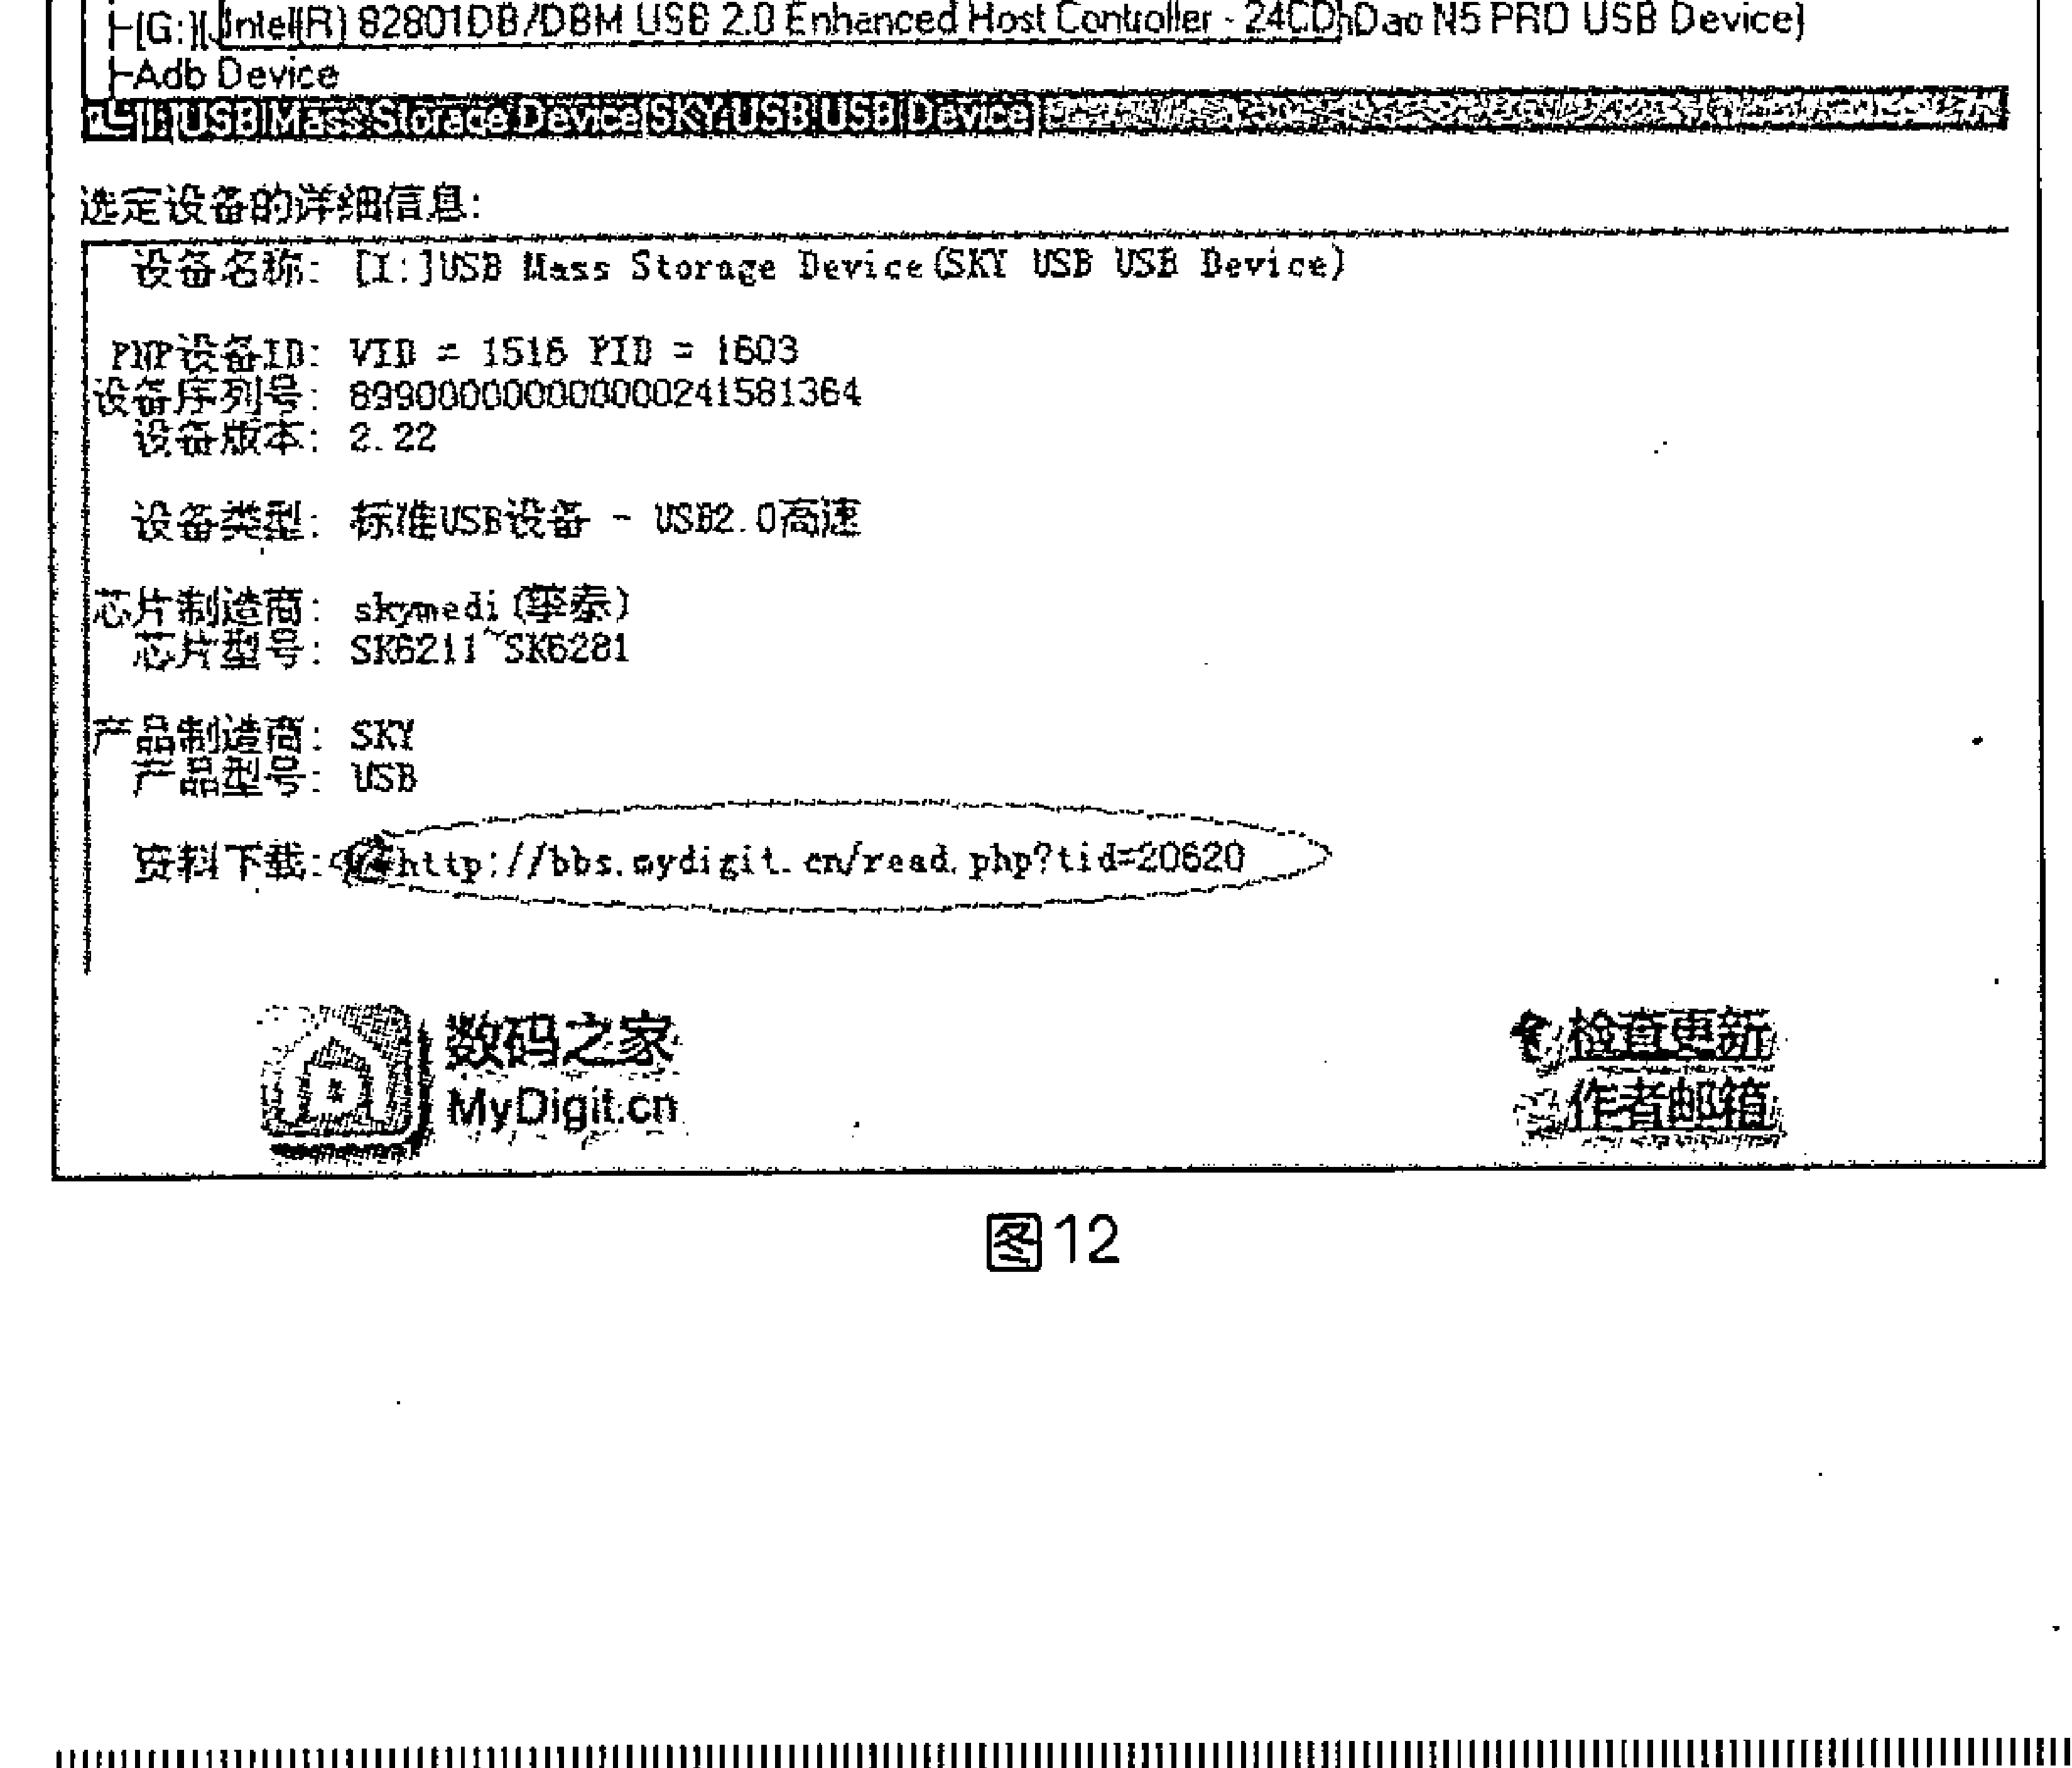 ├[G:][J Intel(R) 82801DB/DBM USB 2.0 Enhanced Host Controller - 24CD hDao N5 PRO USB Device)
├Adb Device
└[I:]USB Mass Storage Device(SKY USB USB Device)
选定设备的详细信息:
设备名称: [I:]USB Mass Storage Device(SKY USB USB Device)
PNP设备ID: VID = 1516 PID = 1603
设备序列号: 8990000000000000241581364
设备版本: 2.22
设备类型: 标准USB设备 - USB2.0高速
芯片制造商: skymedi(擎泰)
芯片型号: SK6211~SK6281
产品制造商: SKY
产品型号: USB
资料下载: http://bbs.mydigit.cn/read.php?tid=20620
数码之家
MyDigit.cn
检查更新
作者邮箱
图12